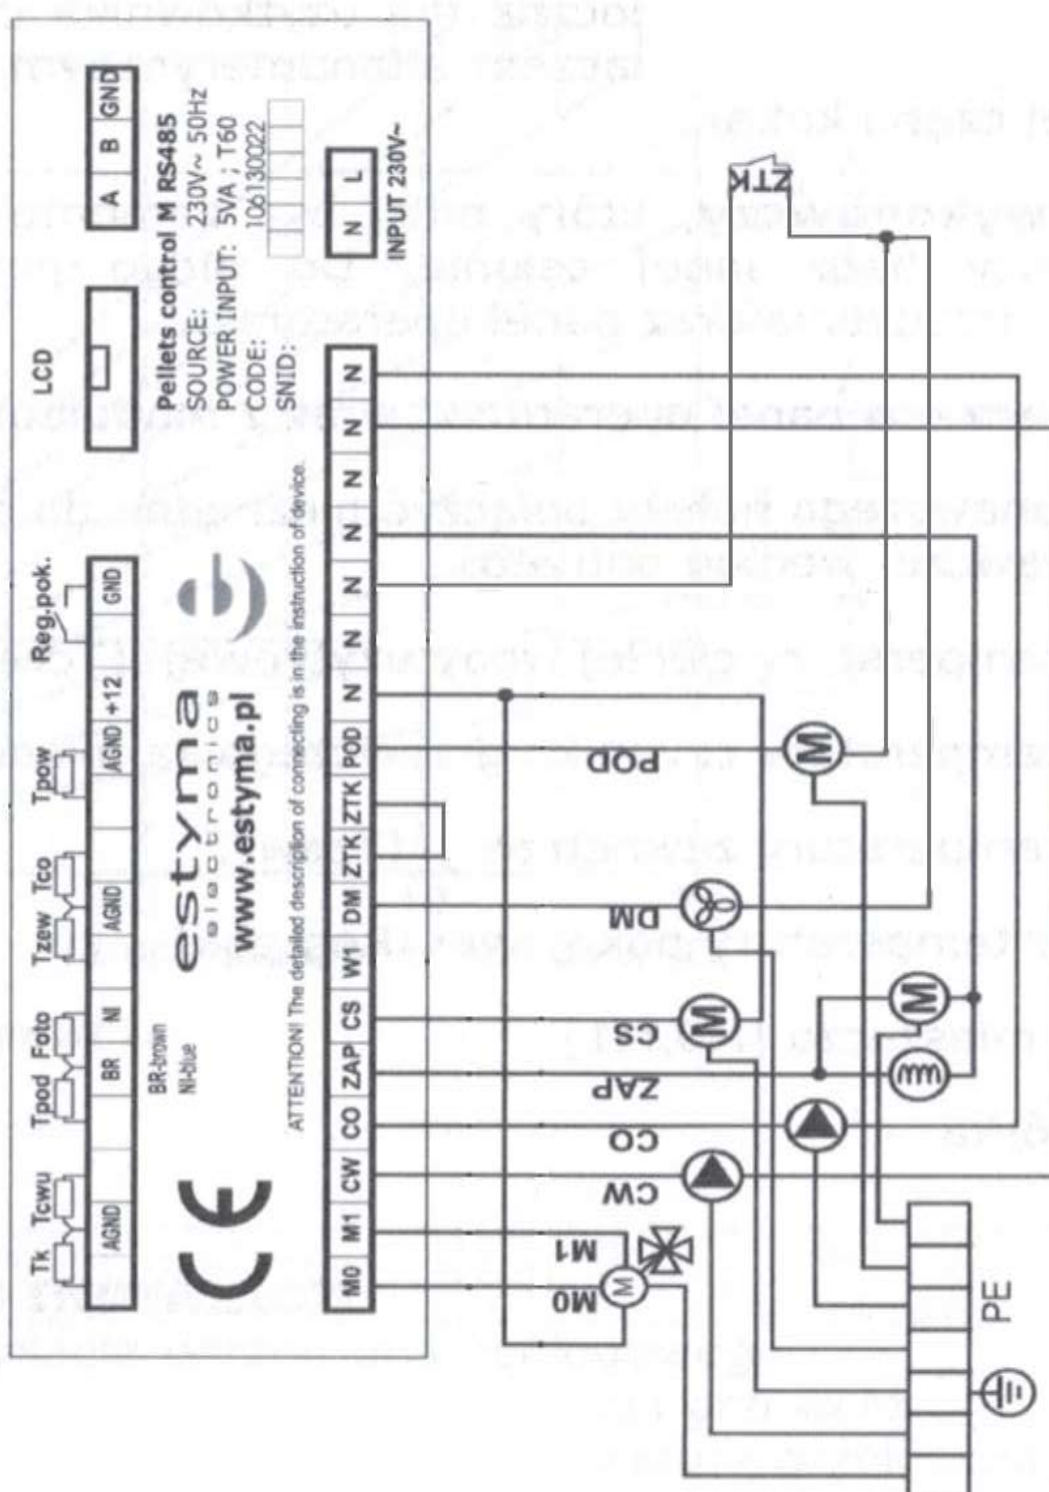 LCD
Reg.pok.
Tk Tcwu Tpod Foto Tzew Tco Tpow
AGND BR NI AGND AGND +12 GND
A B GND
BR-brown
NI-blue
CE
estyma
electronics
www.estyma.pl
Pellets control M RS485
SOURCE: 230V~ 50Hz
POWER INPUT: 5VA ; T60
CODE: 106130022
SNID:
ATTENTION! The detailed description of connecting is in the instruction of device.
M0 M1 CW CO ZAP CS W1 DM ZTK ZTK POD N N N N N N N
N L
INPUT 230V~
ZTK
POD
M
DM
CS
M
ZAP
M
CO
CW
M1
M0
M
PE